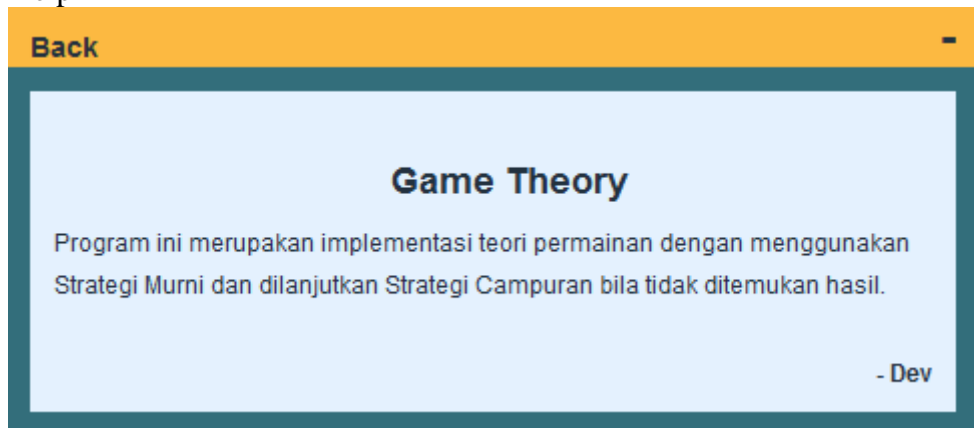 Back -
Game Theory
Program ini merupakan implementasi teori permainan dengan menggunakan
Strategi Murni dan dilanjutkan Strategi Campuran bila tidak ditemukan hasil.
- Dev